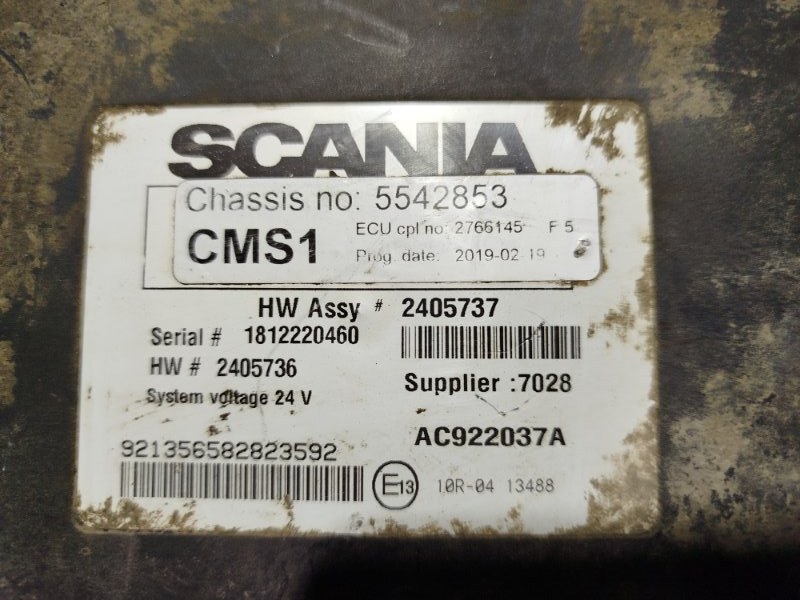 SCANIA
Chassis no: 5542853
CMS1
ECU cpl no: 2766145 F 5
Prog. date: 2019-02-19
HW Assy # 2405737
Serial # 1812220460
HW # 2405736
Supplier :7028
System voltage 24 V
AC922037A
921356582823592
E13 10R-04 13488